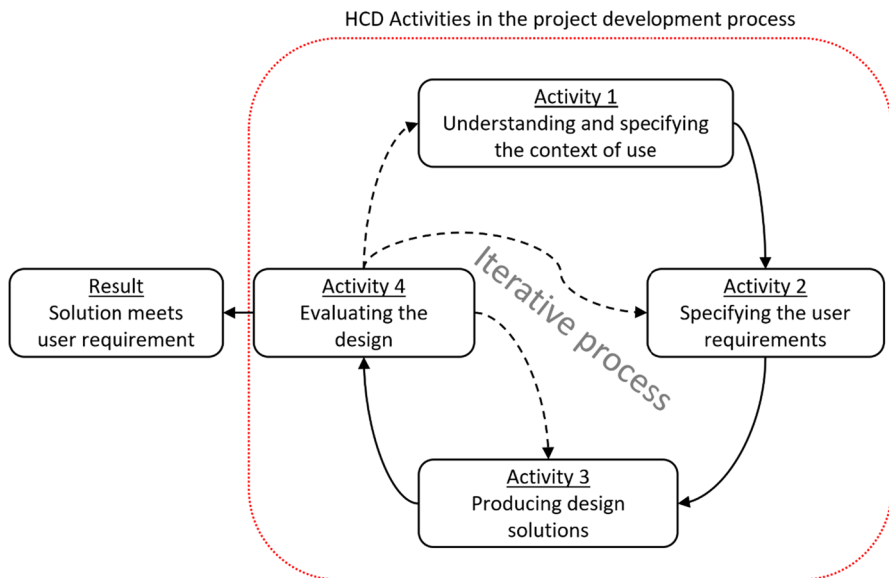 HCD Activities in the project development process
Activity 1
Understanding and specifying
the context of use
Result
Solution meets
user requirement
Activity 4
Evaluating the
design
Iterative process
Activity 2
Specifying the user
requirements
Activity 3
Producing design
solutions